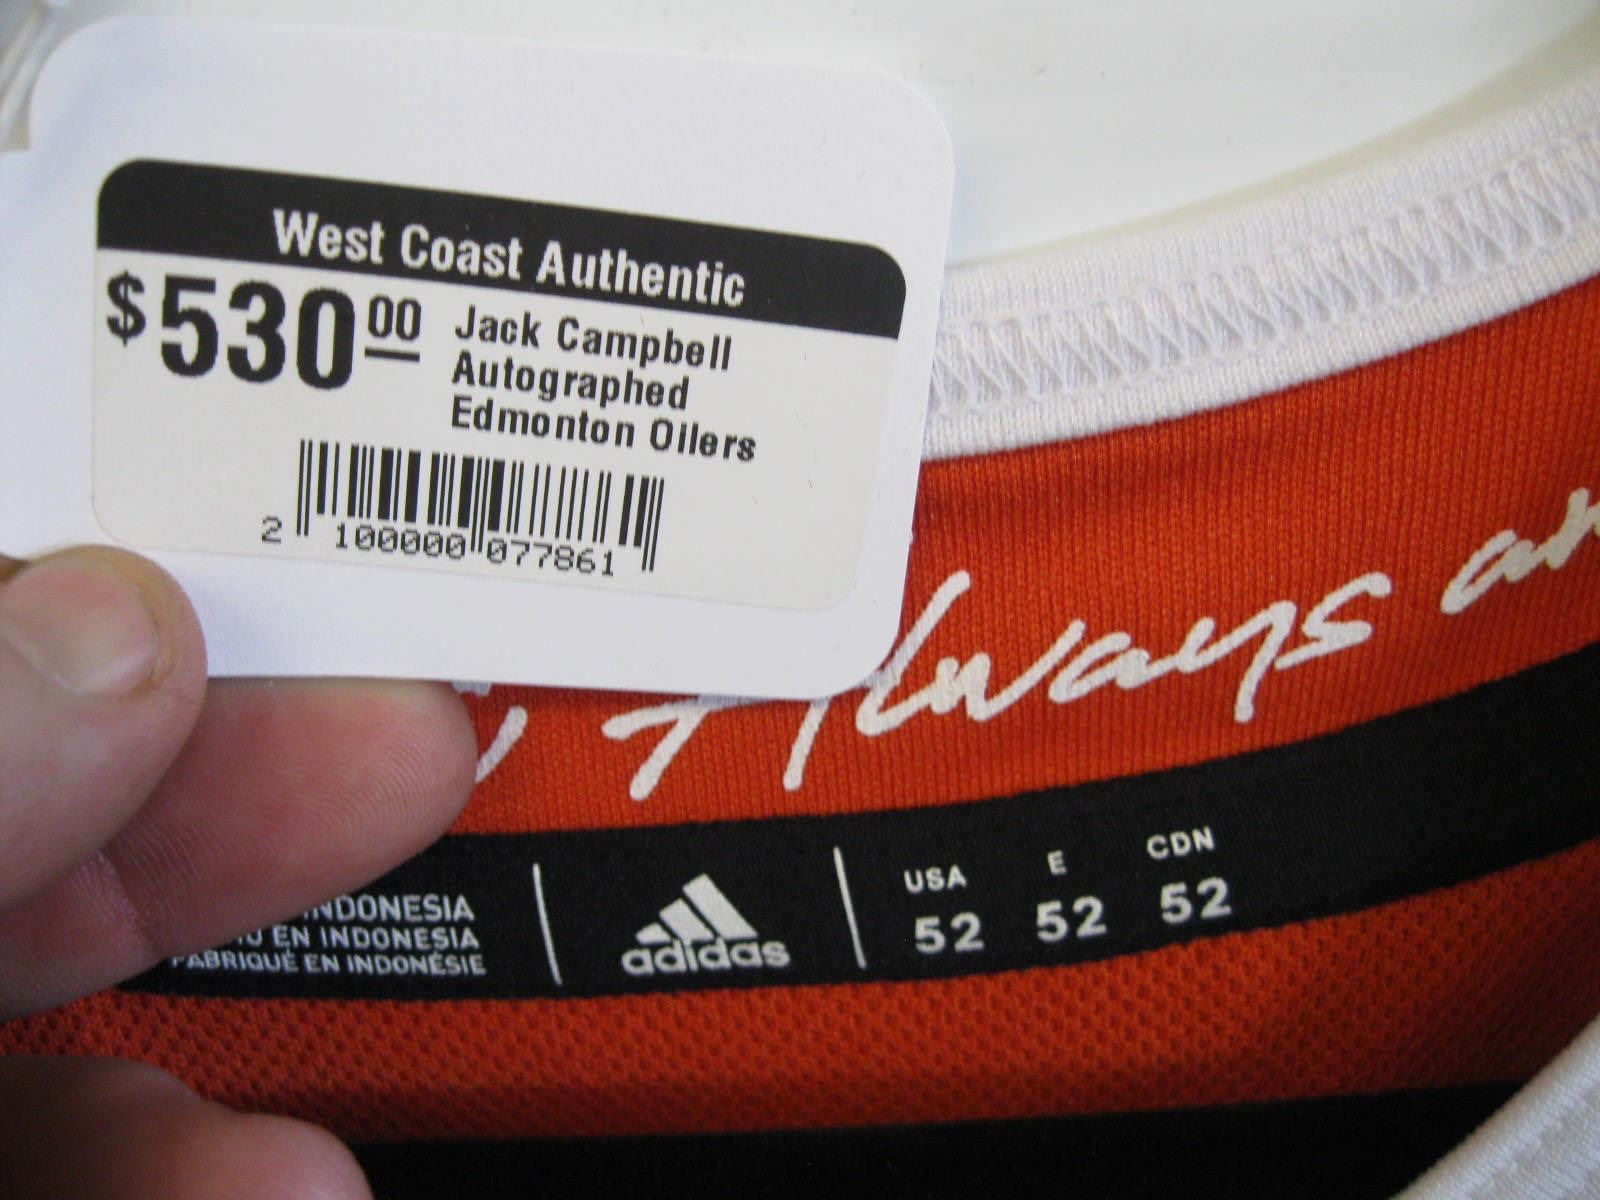 West Coast Authentic
$530.00
Jack Campbell
Autographed
Edmonton Oilers
2 100000 077861
Always
INDONESIA
EN INDONESIA
FABRIQUÉ EN INDONÉSIE
adidas
USA E CDN
52 52 52